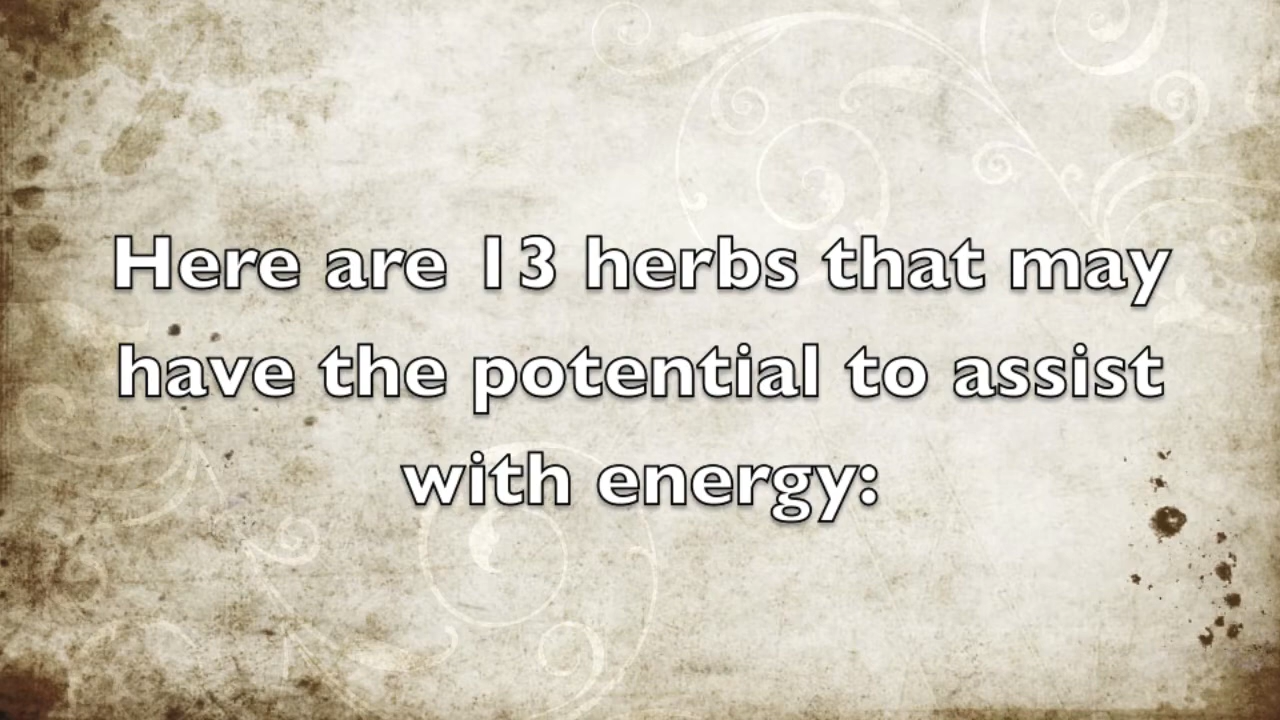 Here are 13 herbs that may
have the potential to assist
with energy: